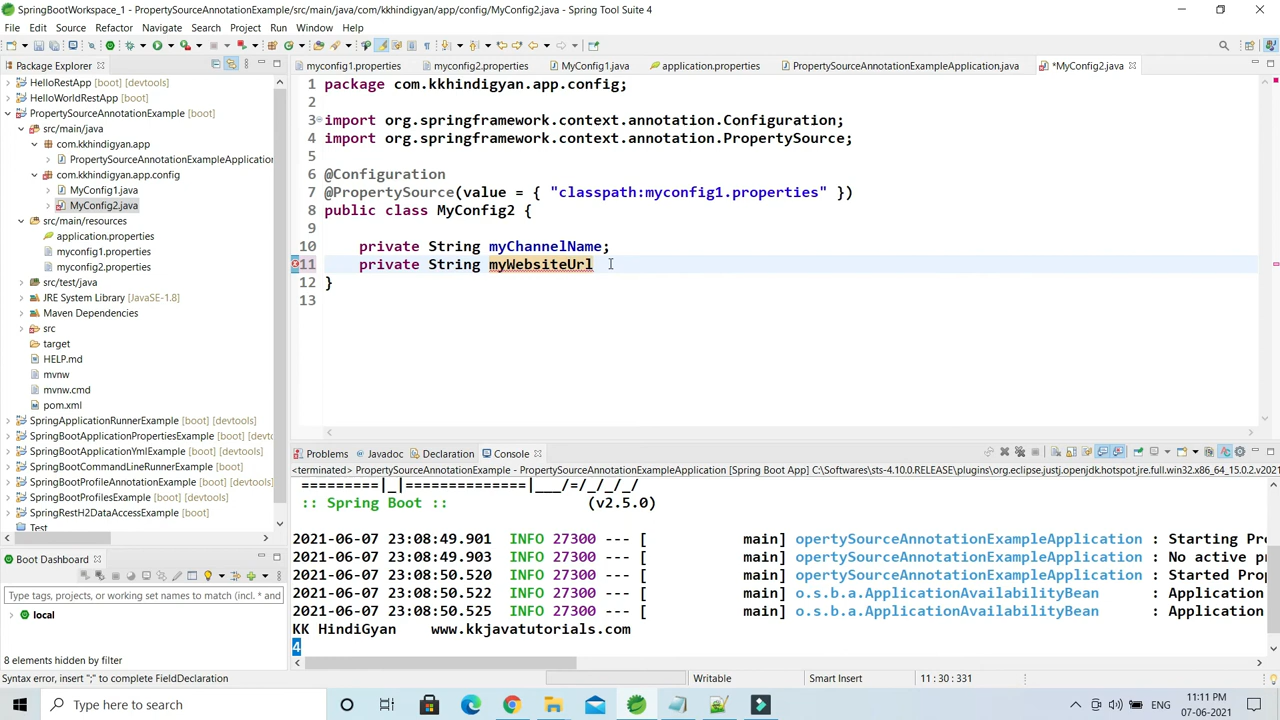 SpringBootWorkspace_1 - PropertySourceAnnotationExample/src/main/java/com/kkhindigyan/app/config/MyConfig2.java - Spring Tool Suite 4
File Edit Source Refactor Navigate Search Project Run Window Help
Package Explorer
myconfig1.properties
myconfig2.properties
MyConfig1.java
application.properties
PropertySourceAnnotationExampleApplication.java
*MyConfig2.java
HelloRestApp [boot] [devtools]
HelloWorldRestApp [boot]
PropertySourceAnnotationExample [boot]
src/main/java
com.kkhindigyan.app
PropertySourceAnnotationExampleApplication
com.kkhindigyan.app.config
MyConfig1.java
MyConfig2.java
src/main/resources
application.properties
myconfig1.properties
myconfig2.properties
src/test/java
JRE System Library [JavaSE-1.8]
Maven Dependencies
src
target
HELP.md
mvnw
mvnw.cmd
pom.xml
SpringApplicationRunnerExample [boot] [devtools]
SpringBootApplicationPropertiesExample [boot] [devto
SpringBootApplicationYmlExample [boot] [devtools]
SpringBootCommandLineRunnerExample [boot]
SpringBootProfileAnnotationExample [boot] [devtools]
SpringBootProfilesExample [boot] [devtools]
SpringRestH2DataAccessExample [boot]
Test
1 package com.kkhindigyan.app.config;
2
3 import org.springframework.context.annotation.Configuration;
4 import org.springframework.context.annotation.PropertySource;
5
6 @Configuration
7 @PropertySource(value = { "classpath:myconfig1.properties" })
8 public class MyConfig2 {
9
10 private String myChannelName;
11 private String myWebsiteUrl
12 }
13
Boot Dashboard
Type tags, projects, or working set names to match (incl. * and
local
8 elements hidden by filter
Problems Javadoc Declaration Console
<terminated> PropertySourceAnnotationExample - PropertySourceAnnotationExampleApplication [Spring Boot App] C:\Softwares\sts-4.10.0.RELEASE\plugins\org.eclipse.justj.openjdk.hotspot.jre.full.win32.x86_64_15.0.2.v2021
=========|_|==============|___/=/_/_/_/
:: Spring Boot :: (v2.5.0)
2021-06-07 23:08:49.901 INFO 27300 --- [ main] opertySourceAnnotationExampleApplication : Starting Pro
2021-06-07 23:08:49.903 INFO 27300 --- [ main] opertySourceAnnotationExampleApplication : No active p
2021-06-07 23:08:50.520 INFO 27300 --- [ main] opertySourceAnnotationExampleApplication : Started Prop
2021-06-07 23:08:50.522 INFO 27300 --- [ main] o.s.b.a.ApplicationAvailabilityBean : Application
2021-06-07 23:08:50.525 INFO 27300 --- [ main] o.s.b.a.ApplicationAvailabilityBean : Application
KK HindiGyan www.kkjavatutorials.com
4
Syntax error, insert ";" to complete FieldDeclaration
Writable
Smart Insert
11 : 30 : 331
Type here to search
ENG
11:11 PM
07-06-2021